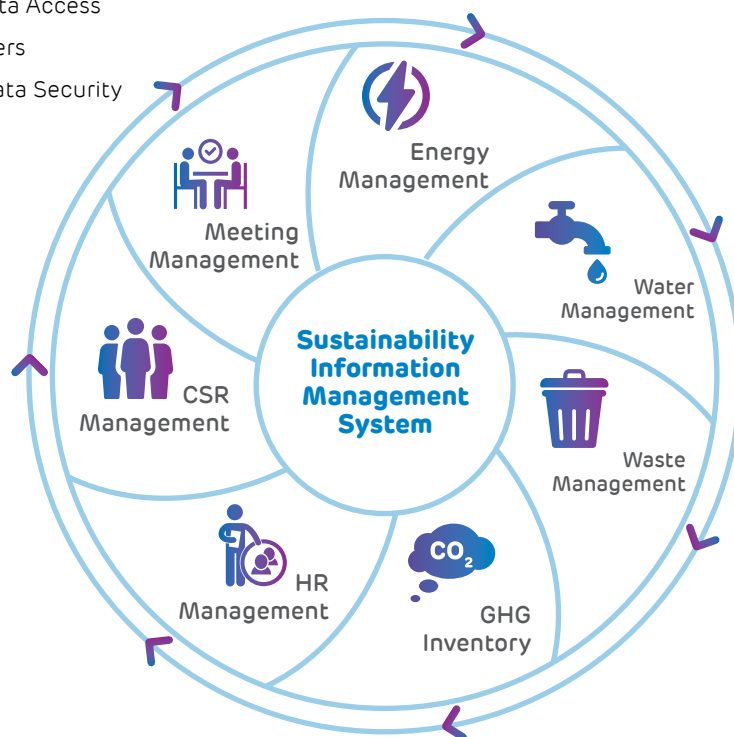 ta Access
ers
ata Security
Energy
Management
Water
Management
Waste
Management
CO₂
GHG
Inventory
HR
Management
CSR
Management
Meeting
Management
Sustainability
Information
Management
System